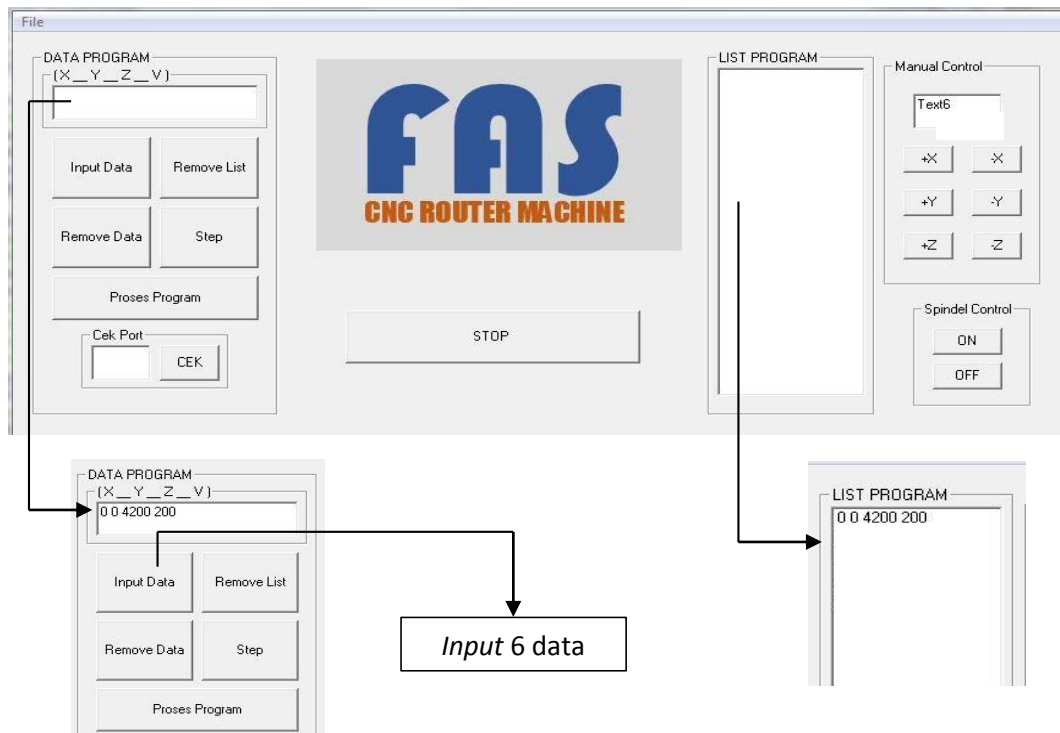 File
DATA PROGRAM
(X__Y__Z__V)
Input Data
Remove List
Remove Data
Step
Proses Program
Cek Port
CEK
FAS
CNC ROUTER MACHINE
STOP
LIST PROGRAM
Manual Control
Text6
+X
-X
+Y
-Y
+Z
-Z
Spindel Control
ON
OFF
DATA PROGRAM
(X__Y__Z__V)
0 0 4200 200
Input Data
Remove List
Remove Data
Step
Proses Program
Input 6 data
LIST PROGRAM
0 0 4200 200